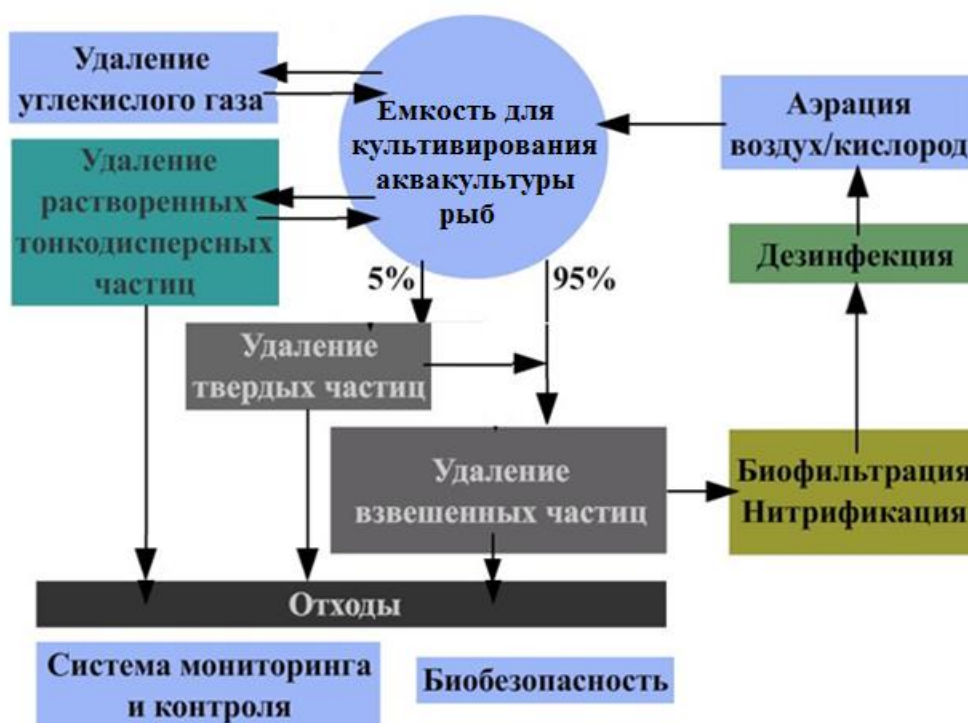 Удаление
углекислого газа
Емкость для
культивирования
аквакультуры
рыб
Аэрация
воздух/кислород
Удаление
растворенных
тонкодисперсных
частиц
Дезинфекция
5%
95%
Удаление
твердых частиц
Удаление
взвешенных частиц
Биофильтрация
Нитрификация
Отходы
Система мониторинга
и контроля
Биобезопасность